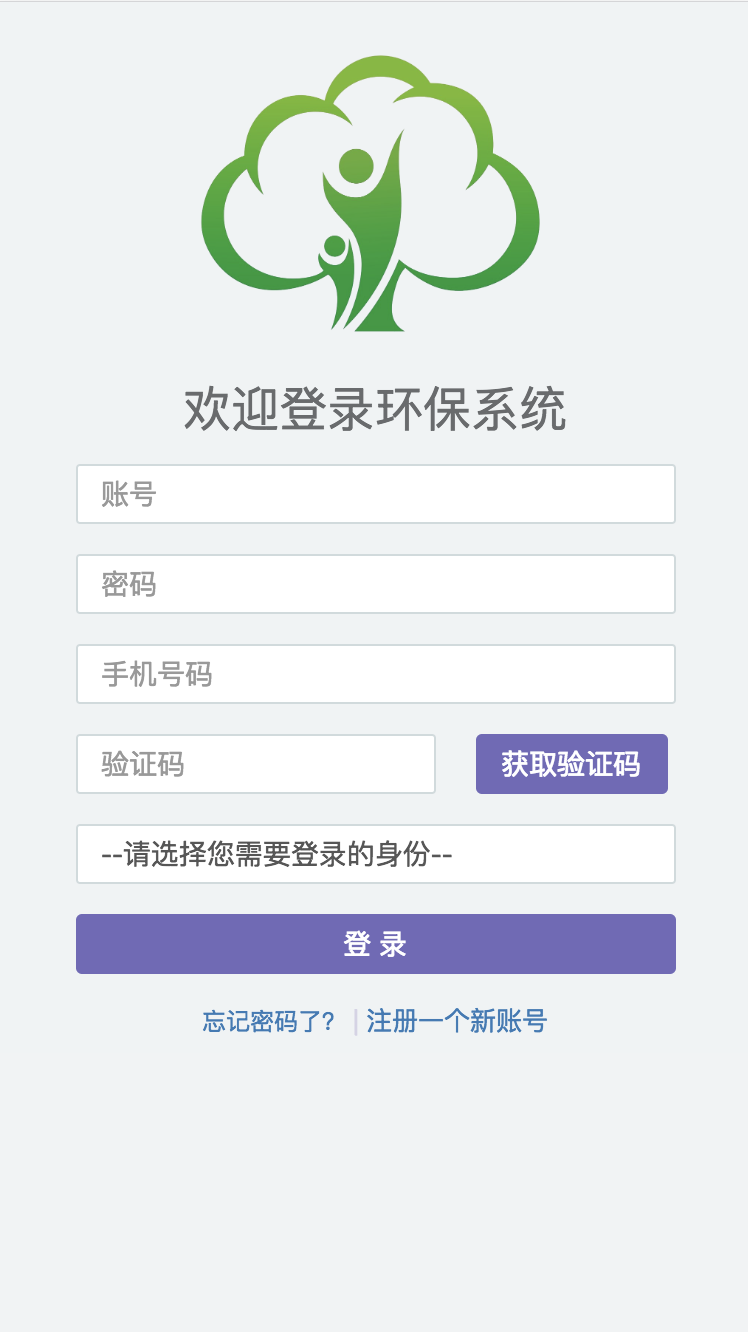 欢迎登录环保系统
账号
密码
手机号码
验证码 获取验证码
--请选择您需要登录的身份--
登 录
忘记密码了? | 注册一个新账号